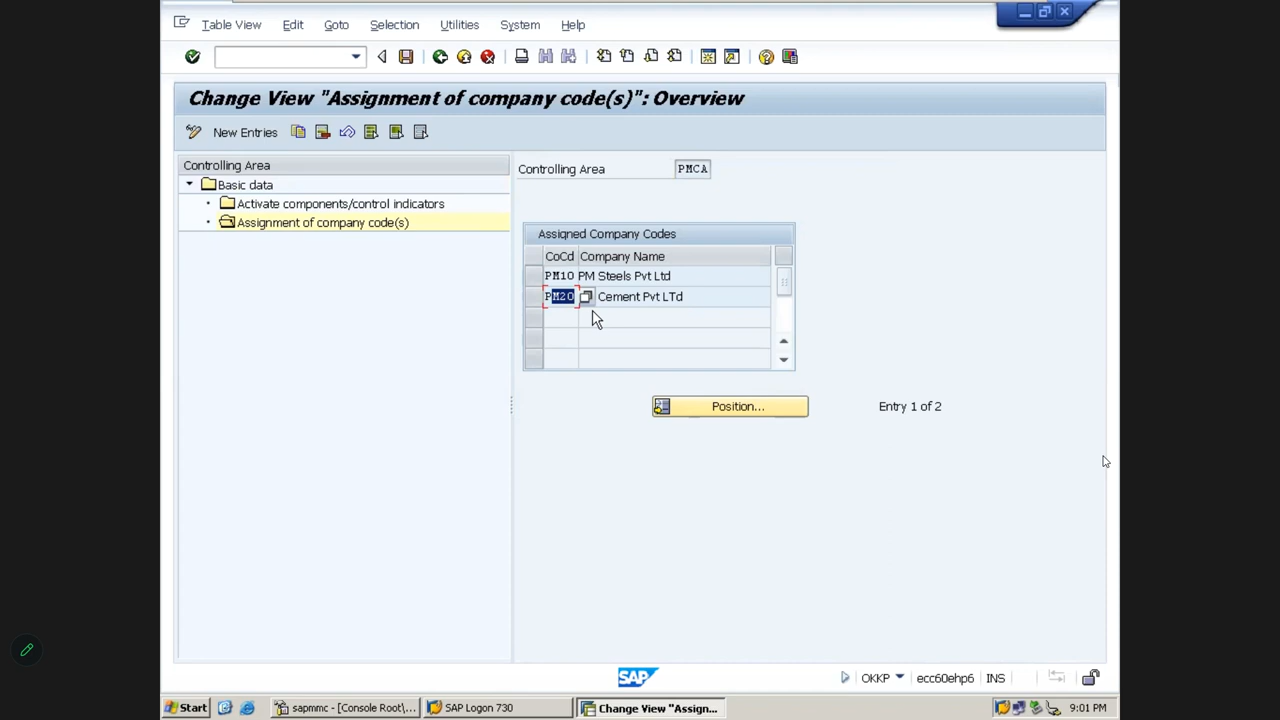 Table View Edit Goto Selection Utilities System Help
Change View "Assignment of company code(s)": Overview
New Entries
Controlling Area
Basic data
Activate components/control indicators
Assignment of company code(s)
Controlling Area PMCA
Assigned Company Codes
CoCd Company Name
PM10 PM Steels Pvt Ltd
PM20 Cement Pvt LTd
Position... Entry 1 of 2
SAP
OKKP ecc60ehp6 INS
Start sapmmc - [Console Root\... SAP Logon 730 Change View "Assign... 9:01 PM